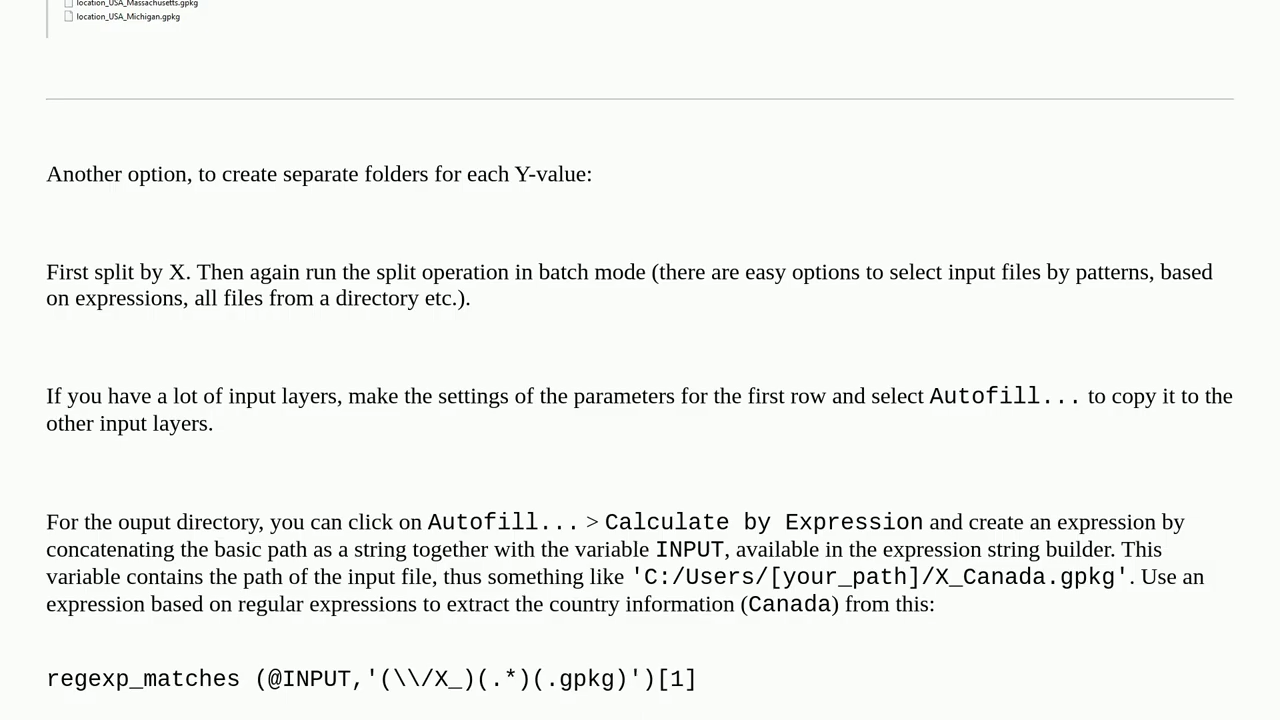 location_USA_Massachusetts.gpkg
location_USA_Michigan.gpkg
Another option, to create separate folders for each Y-value:
First split by X. Then again run the split operation in batch mode (there are easy options to select input files by patterns, based
on expressions, all files from a directory etc.).
If you have a lot of input layers, make the settings of the parameters for the first row and select Autofill... to copy it to the
other input layers.
For the ouput directory, you can click on Autofill... > Calculate by Expression and create an expression by
concatenating the basic path as a string together with the variable INPUT, available in the expression string builder. This
variable contains the path of the input file, thus something like 'C:/Users/[your_path]/X_Canada.gpkg'. Use an
expression based on regular expressions to extract the country information (Canada) from this:
regexp_matches (@INPUT,'(\\/X_)(.*)(.gpkg)')[1]